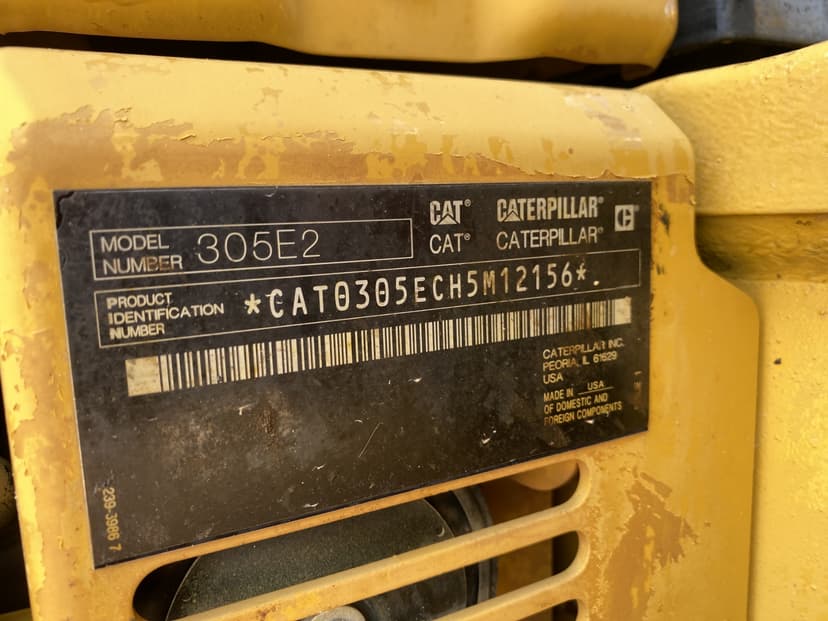 MODEL NUMBER 305E2
CAT® CATERPILLAR® C
CAT® CATERPILLAR®
PRODUCT IDENTIFICATION NUMBER *CAT0305ECH5M12156*.
CATERPILLAR INC.
PEORIA, IL 61629
USA
MADE IN USA
OF DOMESTIC AND
FOREIGN COMPONENTS
239-3986 7